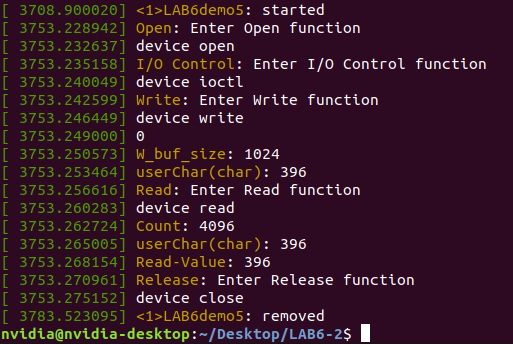 [ 3708.900020] <1>LAB6demo5: started
[ 3753.228942] Open: Enter Open function
[ 3753.232637] device open
[ 3753.235158] I/O Control: Enter I/O Control function
[ 3753.240049] device ioctl
[ 3753.242599] Write: Enter Write function
[ 3753.246449] device write
[ 3753.249000] 0
[ 3753.250573] W_buf_size: 1024
[ 3753.253464] userChar(char): 396
[ 3753.256616] Read: Enter Read function
[ 3753.260283] device read
[ 3753.262724] Count: 4096
[ 3753.265005] userChar(char): 396
[ 3753.268154] Read-Value: 396
[ 3753.270961] Release: Enter Release function
[ 3753.275152] device close
[ 3783.523095] <1>LAB6demo5: removed
nvidia@nvidia-desktop:~/Desktop/LAB6-2$